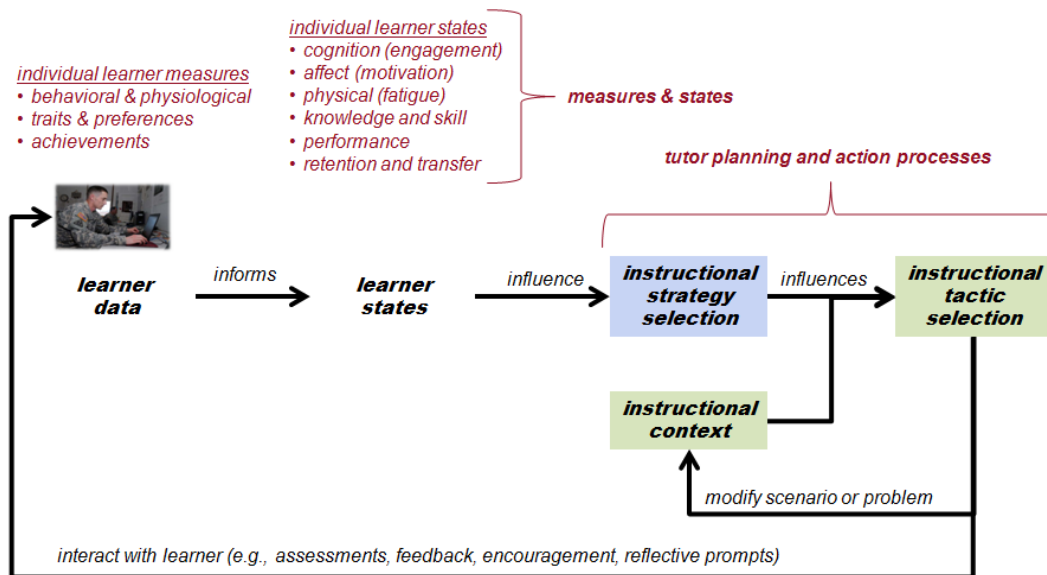 individual learner measures
• behavioral & physiological
• traits & preferences
• achievements
individual learner states
• cognition (engagement)
• affect (motivation)
• physical (fatigue)
• knowledge and skill
• performance
• retention and transfer
measures & states
tutor planning and action processes
learner
data
informs
learner
states
influence
instructional
strategy
selection
influences
instructional
tactic
selection
instructional
context
modify scenario or problem
interact with learner (e.g., assessments, feedback, encouragement, reflective prompts)